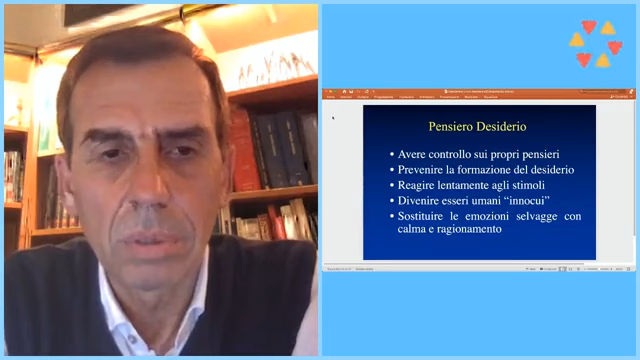 Pensiero Desiderio
• Avere controllo sui propri pensieri
• Prevenire la formazione del desiderio
• Reagire lentamente agli stimoli
• Divenire esseri umani “innocui”
• Sostituire le emozioni selvagge con
calma e ragionamento